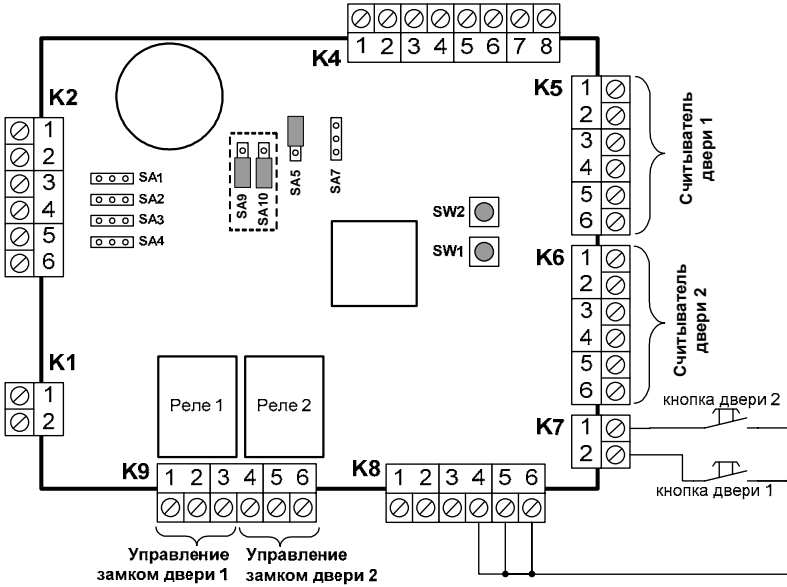 K4
1 2 3 4 5 6 7 8
K2
1
2
3
4
5
6
SA1
SA2
SA3
SA4
SA9
SA10
SA5
SA7
SW2
SW1
K5
1
2
3
4
5
6
Считыватель
двери 1
K6
1
2
3
4
5
6
Считыватель
двери 2
K1
1
2
Реле 1
Реле 2
K7
1
2
кнопка двери 2
кнопка двери 1
K9
1 2 3 4 5 6
K8
1 2 3 4 5 6
Управление
замком двери 1
Управление
замком двери 2